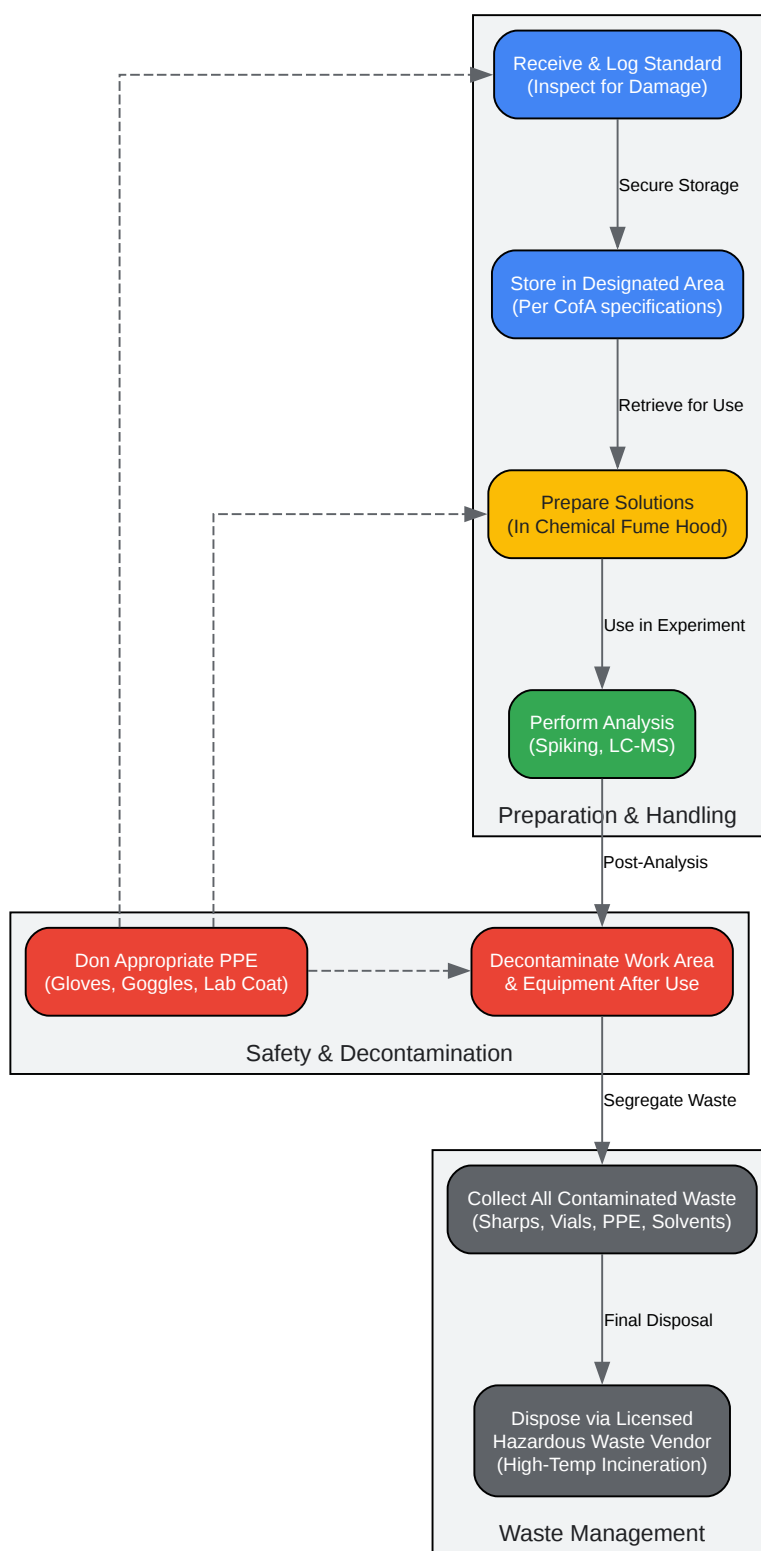 Receive & Log Standard
(Inspect for Damage)
Secure Storage
Store in Designated Area
(Per CofA specifications)
Retrieve for Use
Prepare Solutions
(In Chemical Fume Hood)
Use in Experiment
Perform Analysis
(Spiking, LC-MS)
Preparation & Handling
Post-Analysis
Don Appropriate PPE
(Gloves, Goggles, Lab Coat)
Decontaminate Work Area
& Equipment After Use
Safety & Decontamination
Segregate Waste
Collect All Contaminated Waste
(Sharps, Vials, PPE, Solvents)
Final Disposal
Dispose via Licensed
Hazardous Waste Vendor
(High-Temp Incineration)
Waste Management